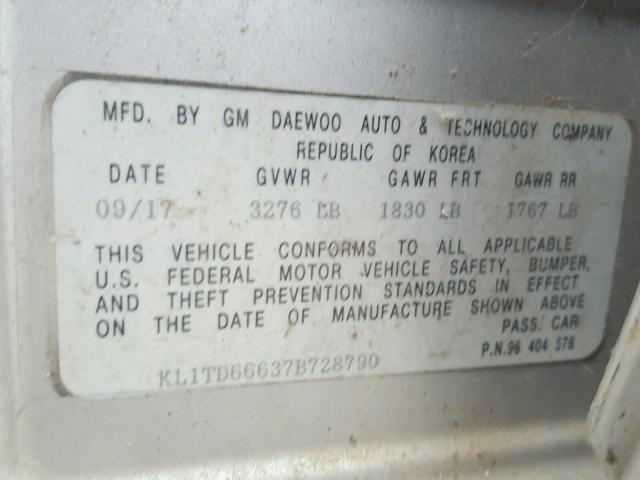 MFD. BY GM DAEWOO AUTO & TECHNOLOGY COMPANY
REPUBLIC OF KOREA
DATE GVWR GAWR FRT GAWR RR
09/17 3276 LB 1830 LB 1767 LB
THIS VEHICLE CONFORMS TO ALL APPLICABLE
U.S. FEDERAL MOTOR VEHICLE SAFETY, BUMPER,
AND THEFT PREVENTION STANDARDS IN EFFECT
ON THE DATE OF MANUFACTURE SHOWN ABOVE
PASS. CAR
KL1TD66637B728790 P.N.96 404 578